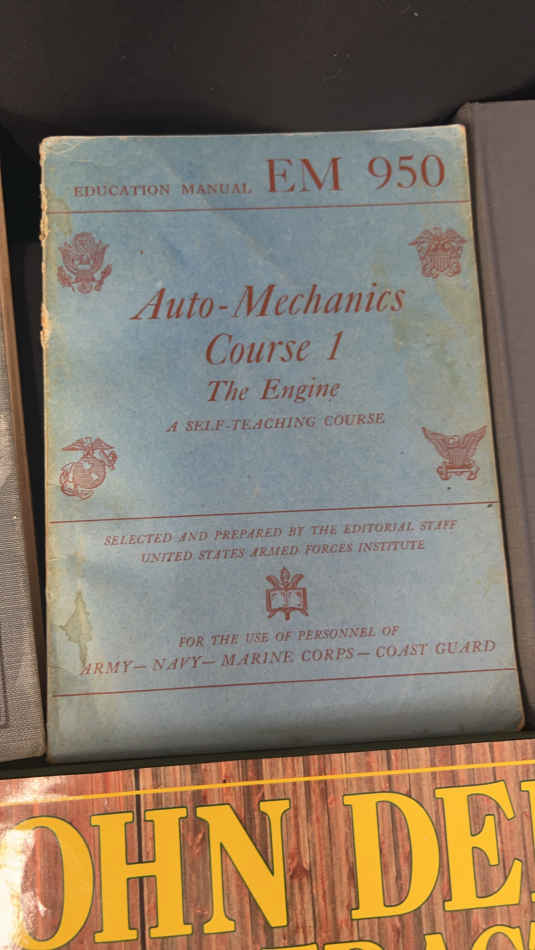 EDUCATION MANUAL EM 950
Auto-Mechanics
Course 1
The Engine
A SELF-TEACHING COURSE
SELECTED AND PREPARED BY THE EDITORIAL STAFF
UNITED STATES ARMED FORCES INSTITUTE
FOR THE USE OF PERSONNEL OF
ARMY— NAVY— MARINE CORPS — COAST GUARD
OHN DE